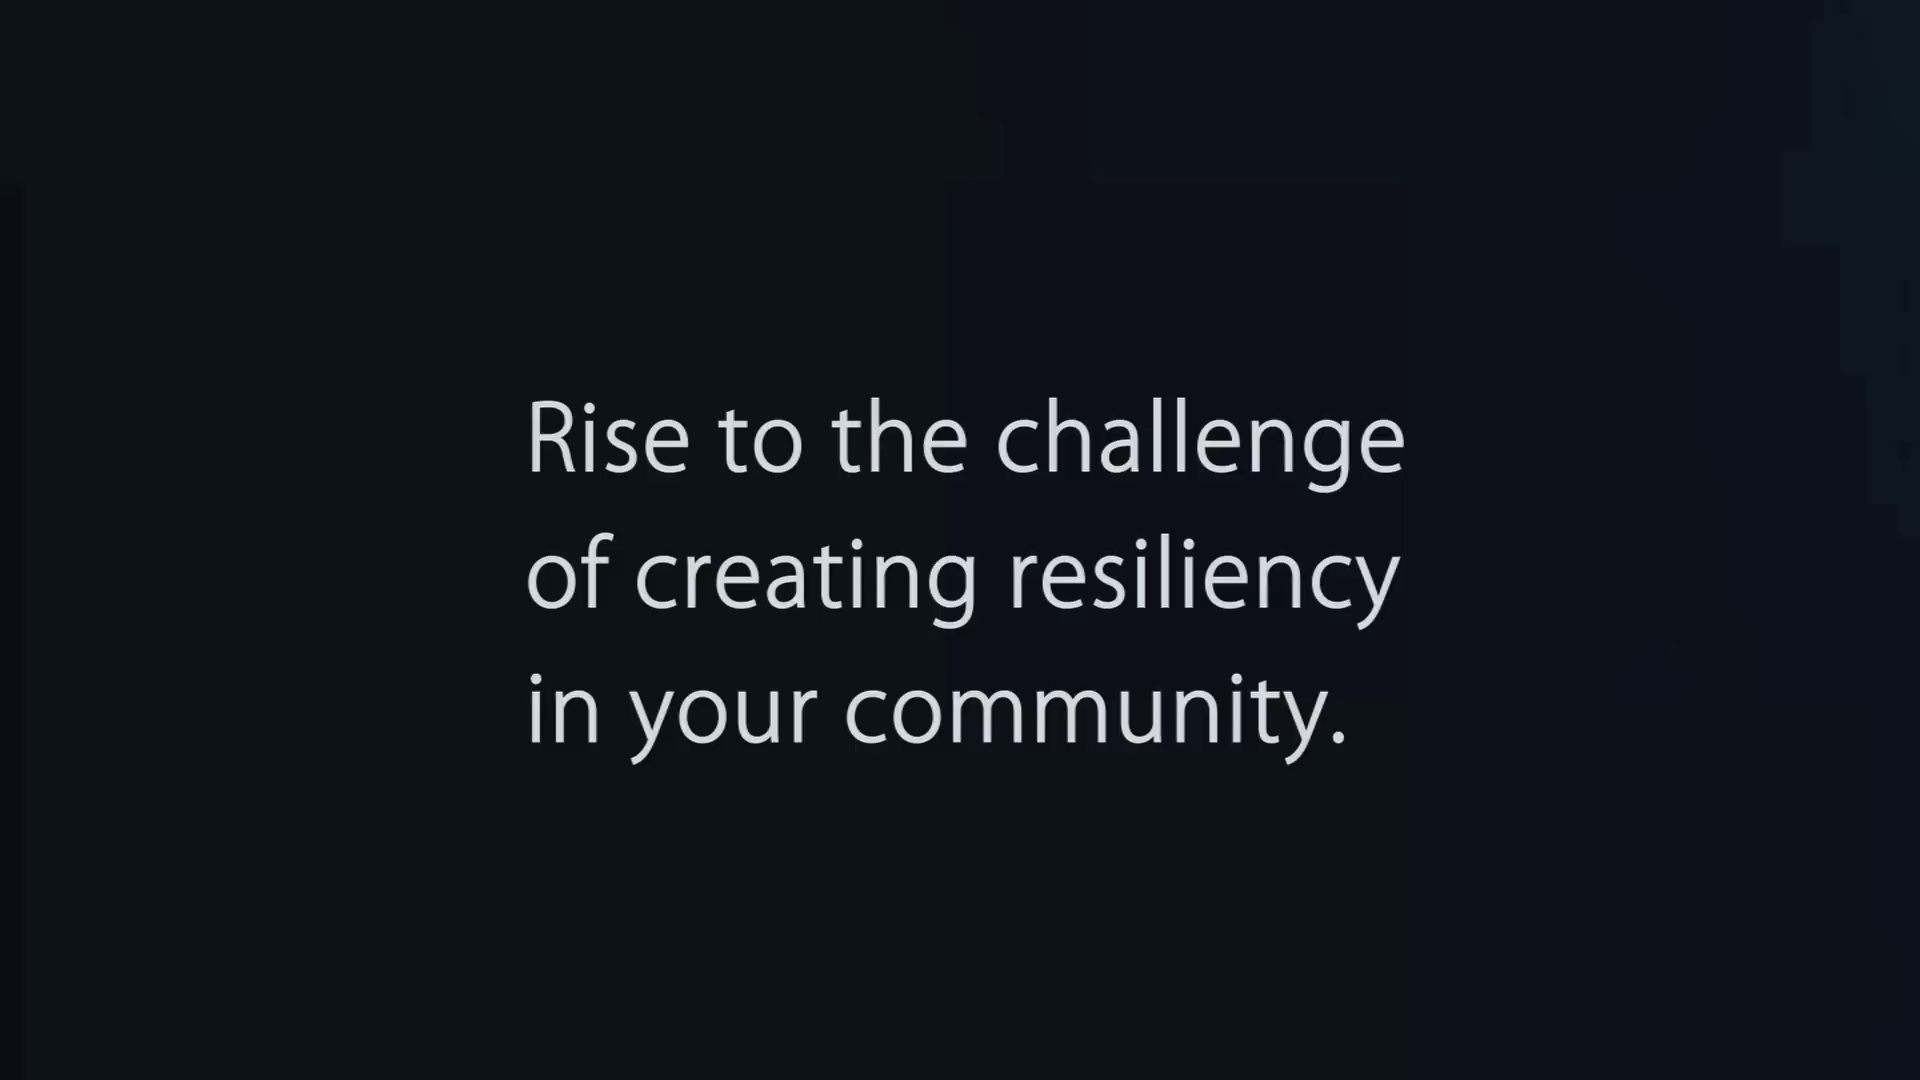 Rise to the challenge
of creating resiliency
in your community.